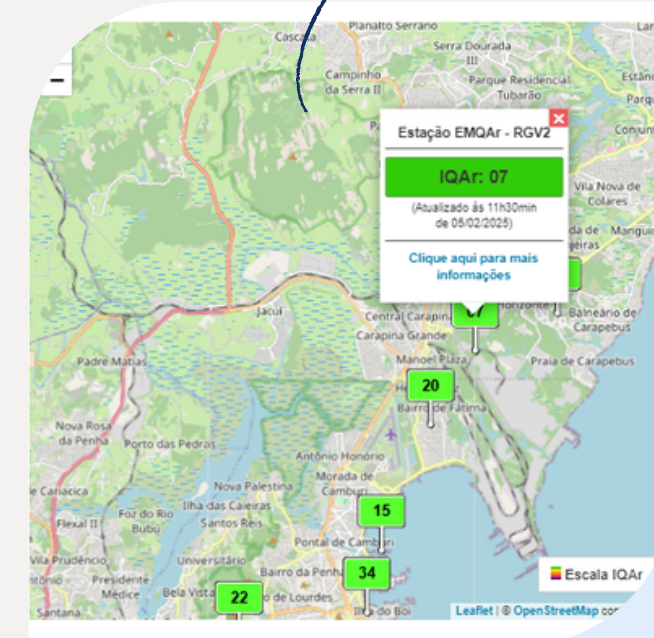 Planalto Serrano
Cascata
Serra Dourada
III
Campinho
da Serra II
Parque Residencial
Tubarão
Estação EMQAr - RGV2
IQAr: 07
(Atualizado às 11h30min
de 05/02/2025)
Clique aqui para mais
informações
Vila Nova de
Colares
Jacuí
Central Carapin
07
Balneário de
Carapebus
Carapina Grande
Manoel Plaza
Praia de Carapebus
Padre Matias
20
Bairro de Fátima
Nova Rosa
da Penha
Porto das Pedras
Antônio Honório
Morada de
Camburi
Nova Palestina
15
e Cariacica
Ilha das Caieiras
Santos Reis
Foz do Rio
Bubu
Flexal II
Pontal de Camburi
Vila Prudência
Universitário
Bairro da Penha
34
Escala IQAr
Presidente
Médice
Bela Vista
22
o de Lourdes
Santana
Ilha do Boi
Leaflet | © OpenStreetMap con